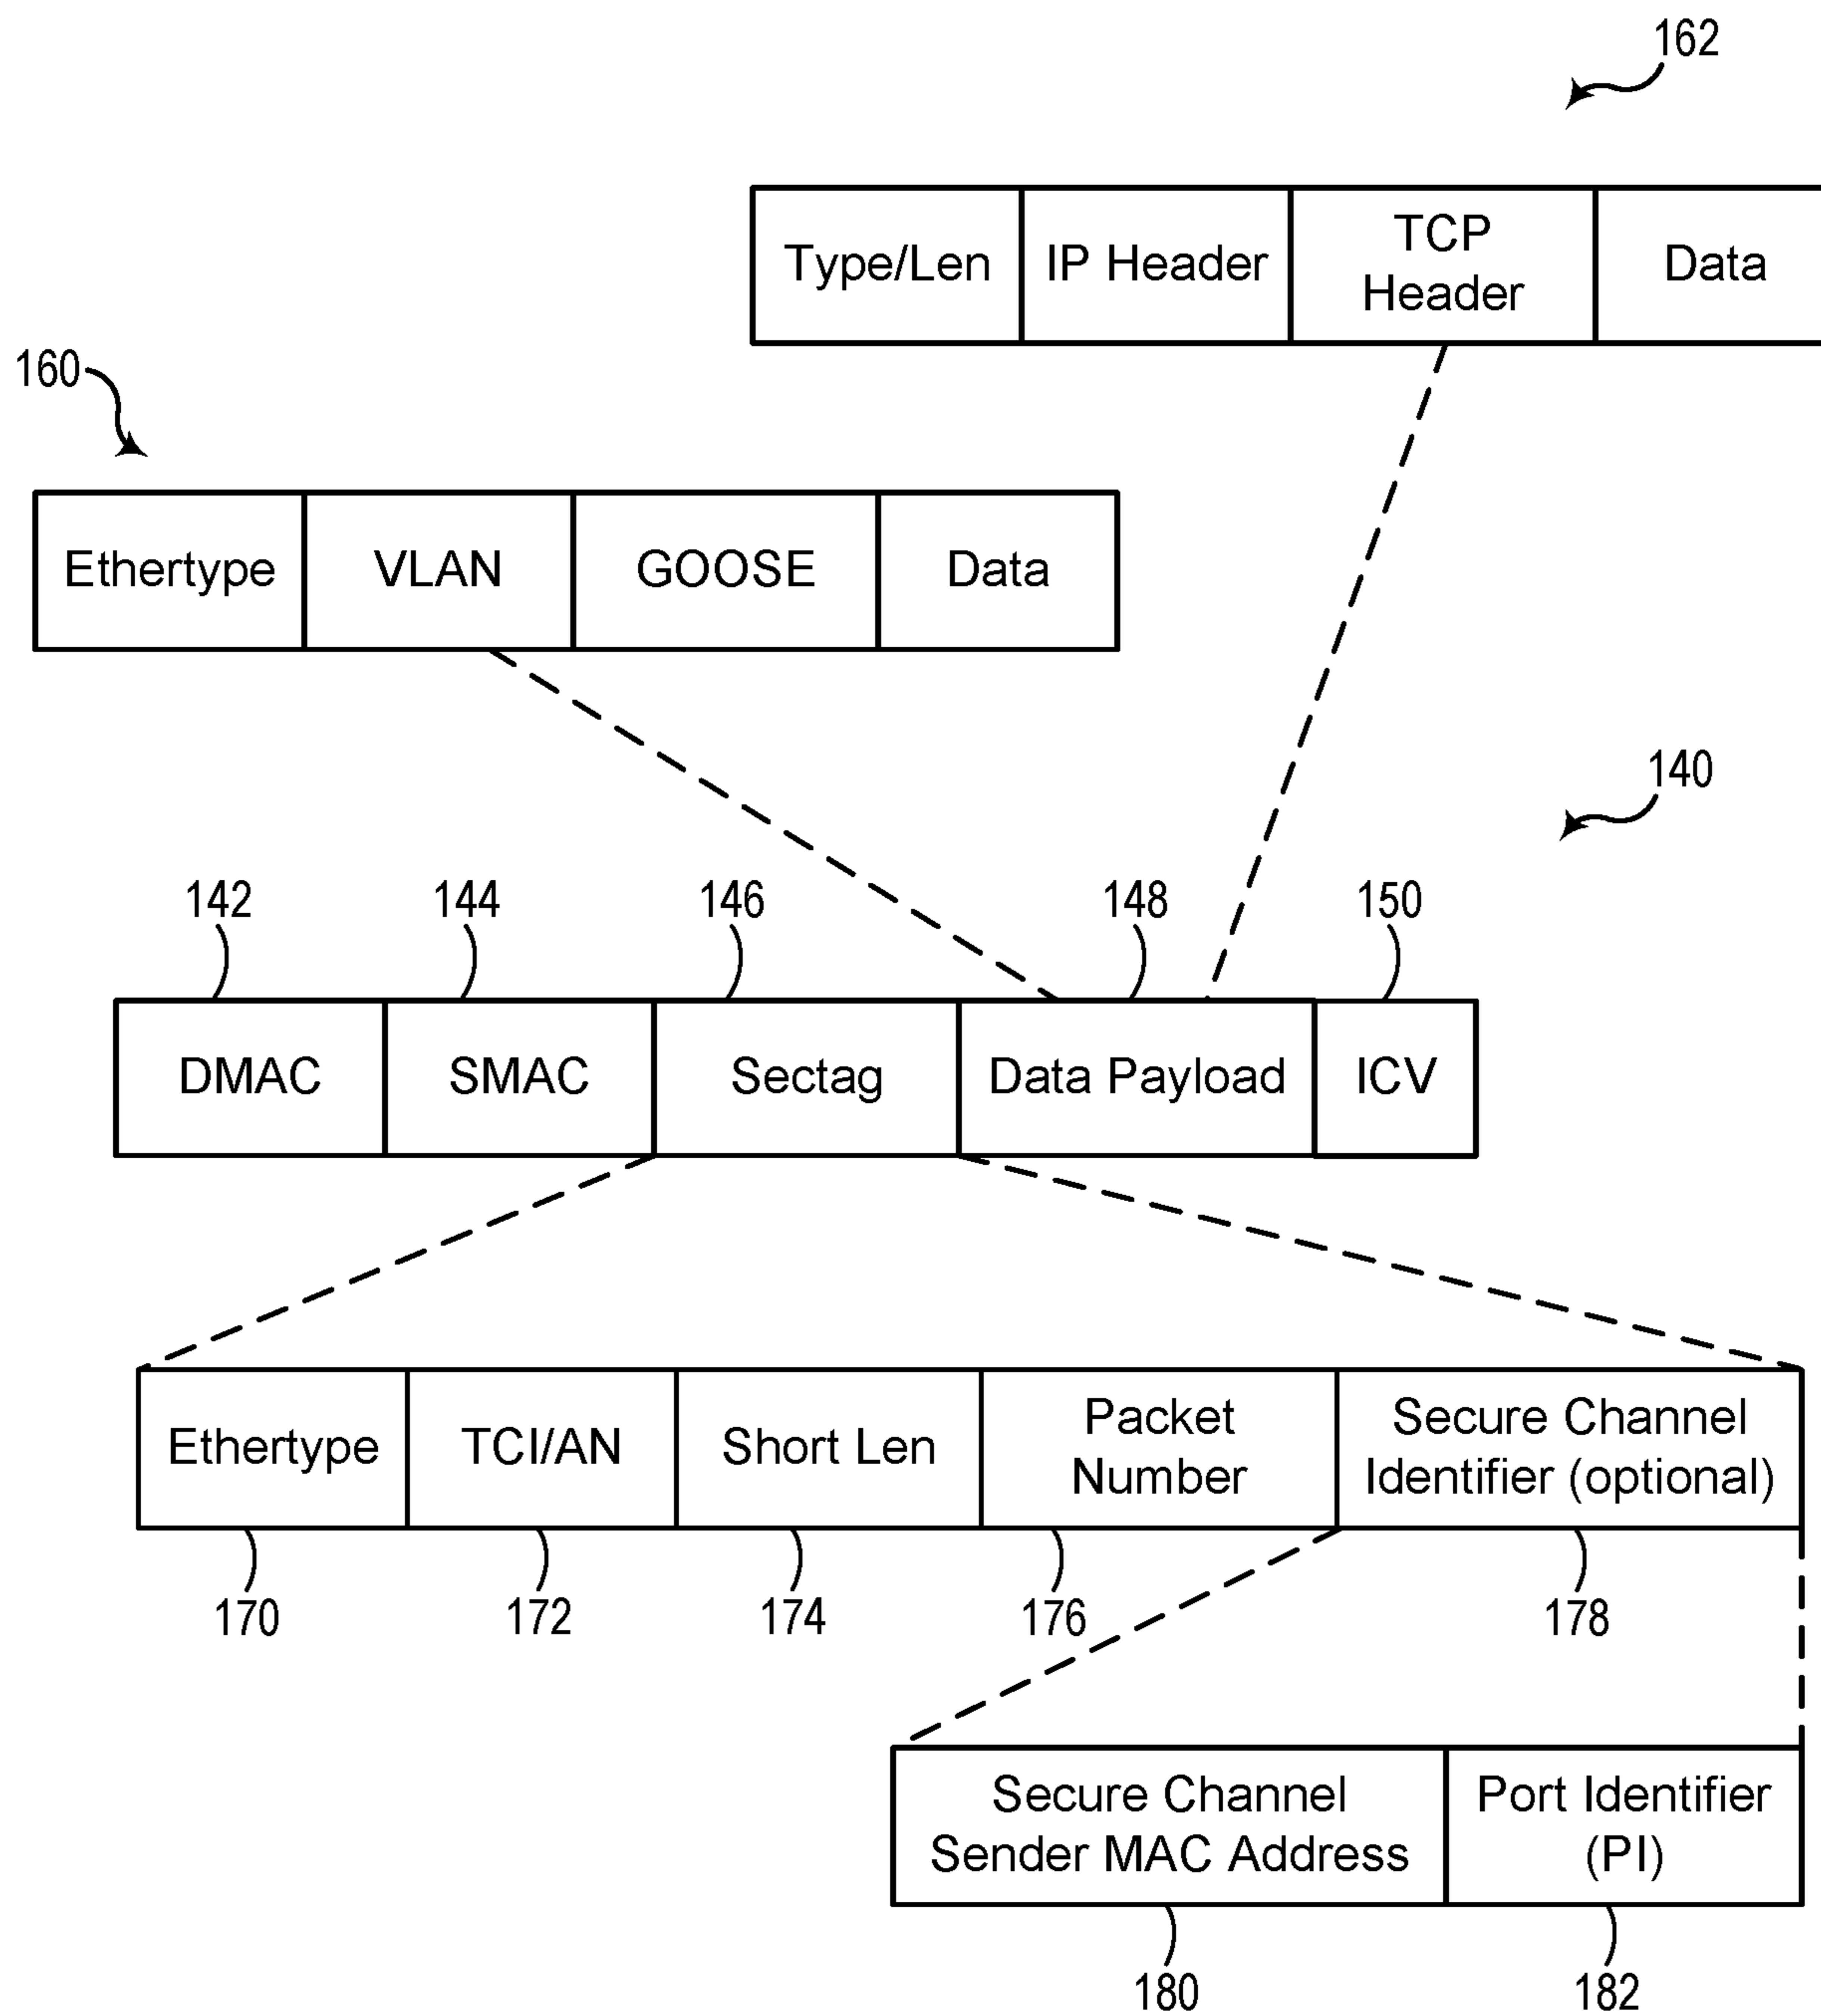 162
Type/Len IP Header TCP Header Data
160
Ethertype VLAN GOOSE Data
140
142 144 146 148 150
DMAC SMAC Sectag Data Payload ICV
Ethertype TCI/AN Short Len Packet Number Secure Channel Identifier (optional)
170 172 174 176 178
Secure Channel Sender MAC Address Port Identifier (PI)
180 182